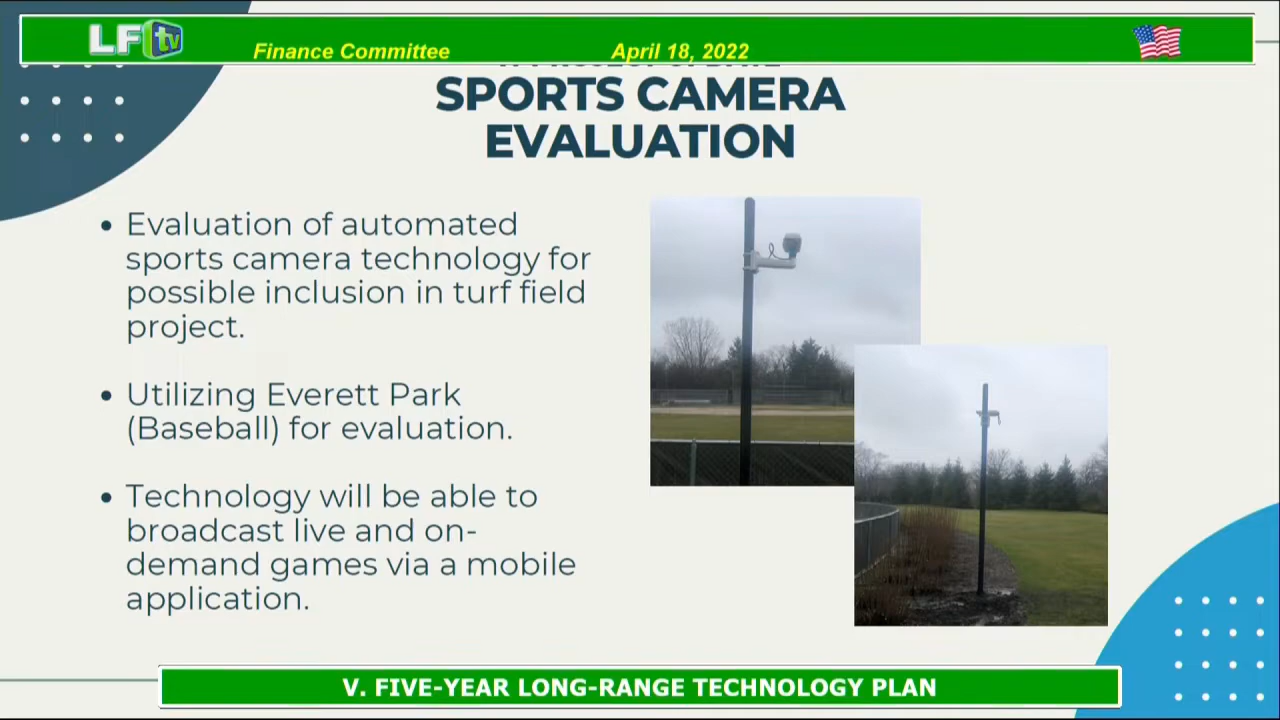 LF tv
Finance Committee April 18, 2022
SPORTS CAMERA
EVALUATION
• Evaluation of automated
sports camera technology for
possible inclusion in turf field
project.
• Utilizing Everett Park
(Baseball) for evaluation.
• Technology will be able to
broadcast live and on-
demand games via a mobile
application.
V. FIVE-YEAR LONG-RANGE TECHNOLOGY PLAN